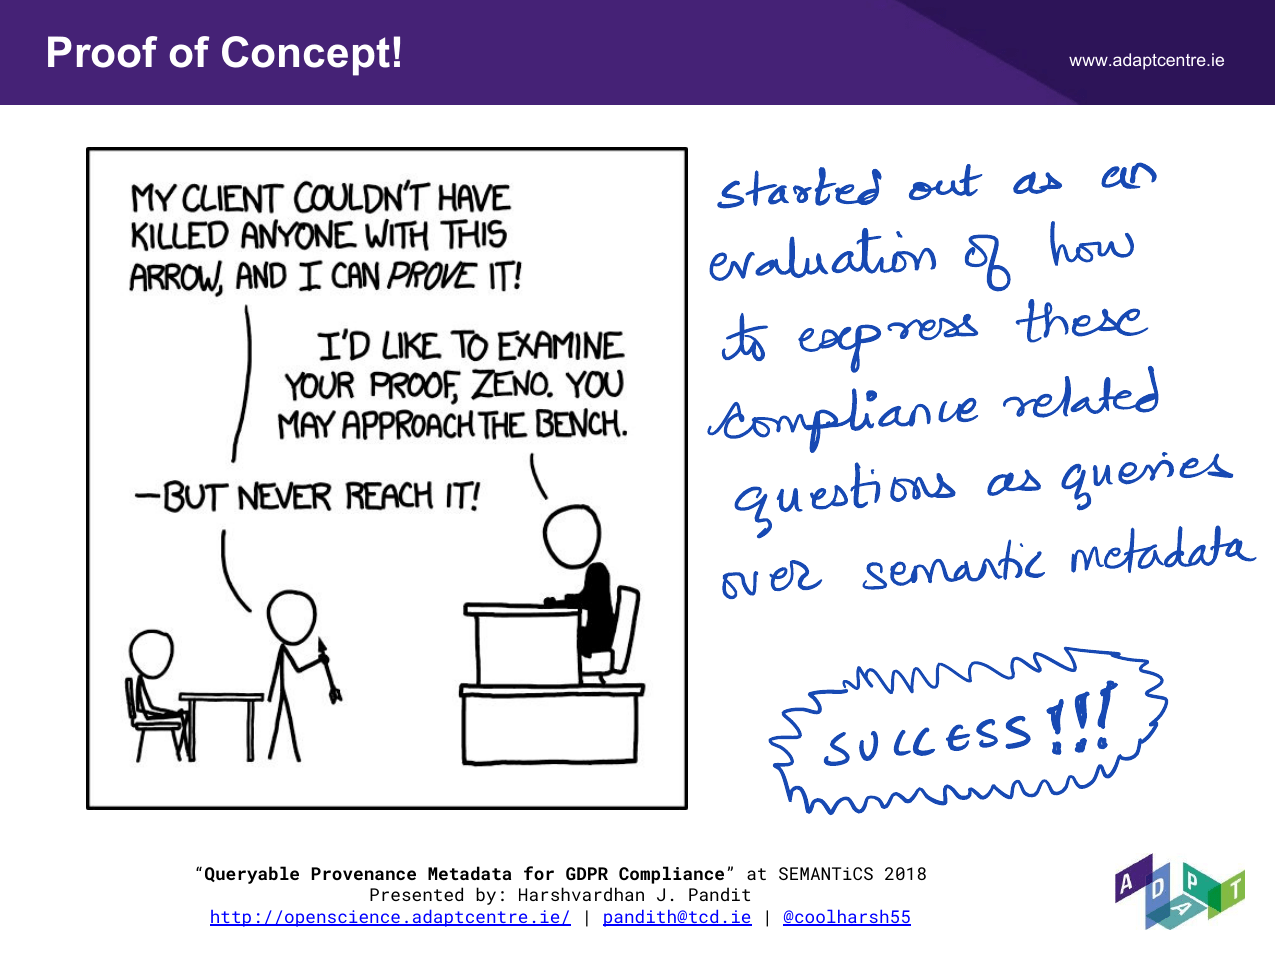 Proof of Concept!
www.adaptcentre.ie
MY CLIENT COULDN'T HAVE
KILLED ANYONE WITH THIS
ARROW, AND I CAN PROVE IT!
I'D LIKE TO EXAMINE
YOUR PROOF, ZENO. YOU
MAY APPROACH THE BENCH.
—BUT NEVER REACH IT!
started out as an
evaluation of how
to express these
compliance related
questions as queries
over semantic metadata
SUCCESS!!!
“Queryable Provenance Metadata for GDPR Compliance” at SEMANTiCS 2018
Presented by: Harshvardhan J. Pandit
http://openscience.adaptcentre.ie/ | pandith@tcd.ie | @coolharsh55
ADAPT